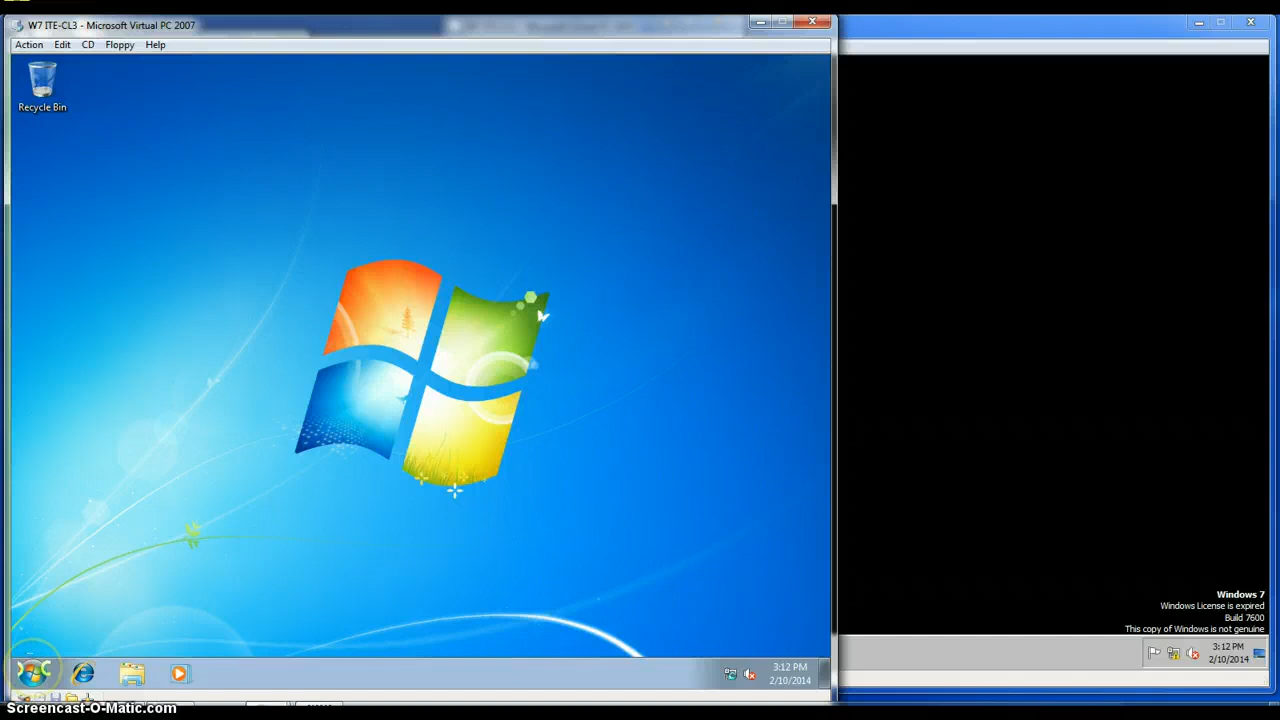 W7 ITE-CL3 - Microsoft Virtual PC 2007
Action Edit CD Floppy Help
Recycle Bin
Windows 7
Windows License is expired
Build 7600
This copy of Windows is not genuine
3:12 PM
2/10/2014
3:12 PM
2/10/2014
Screencast-O-Matic.com